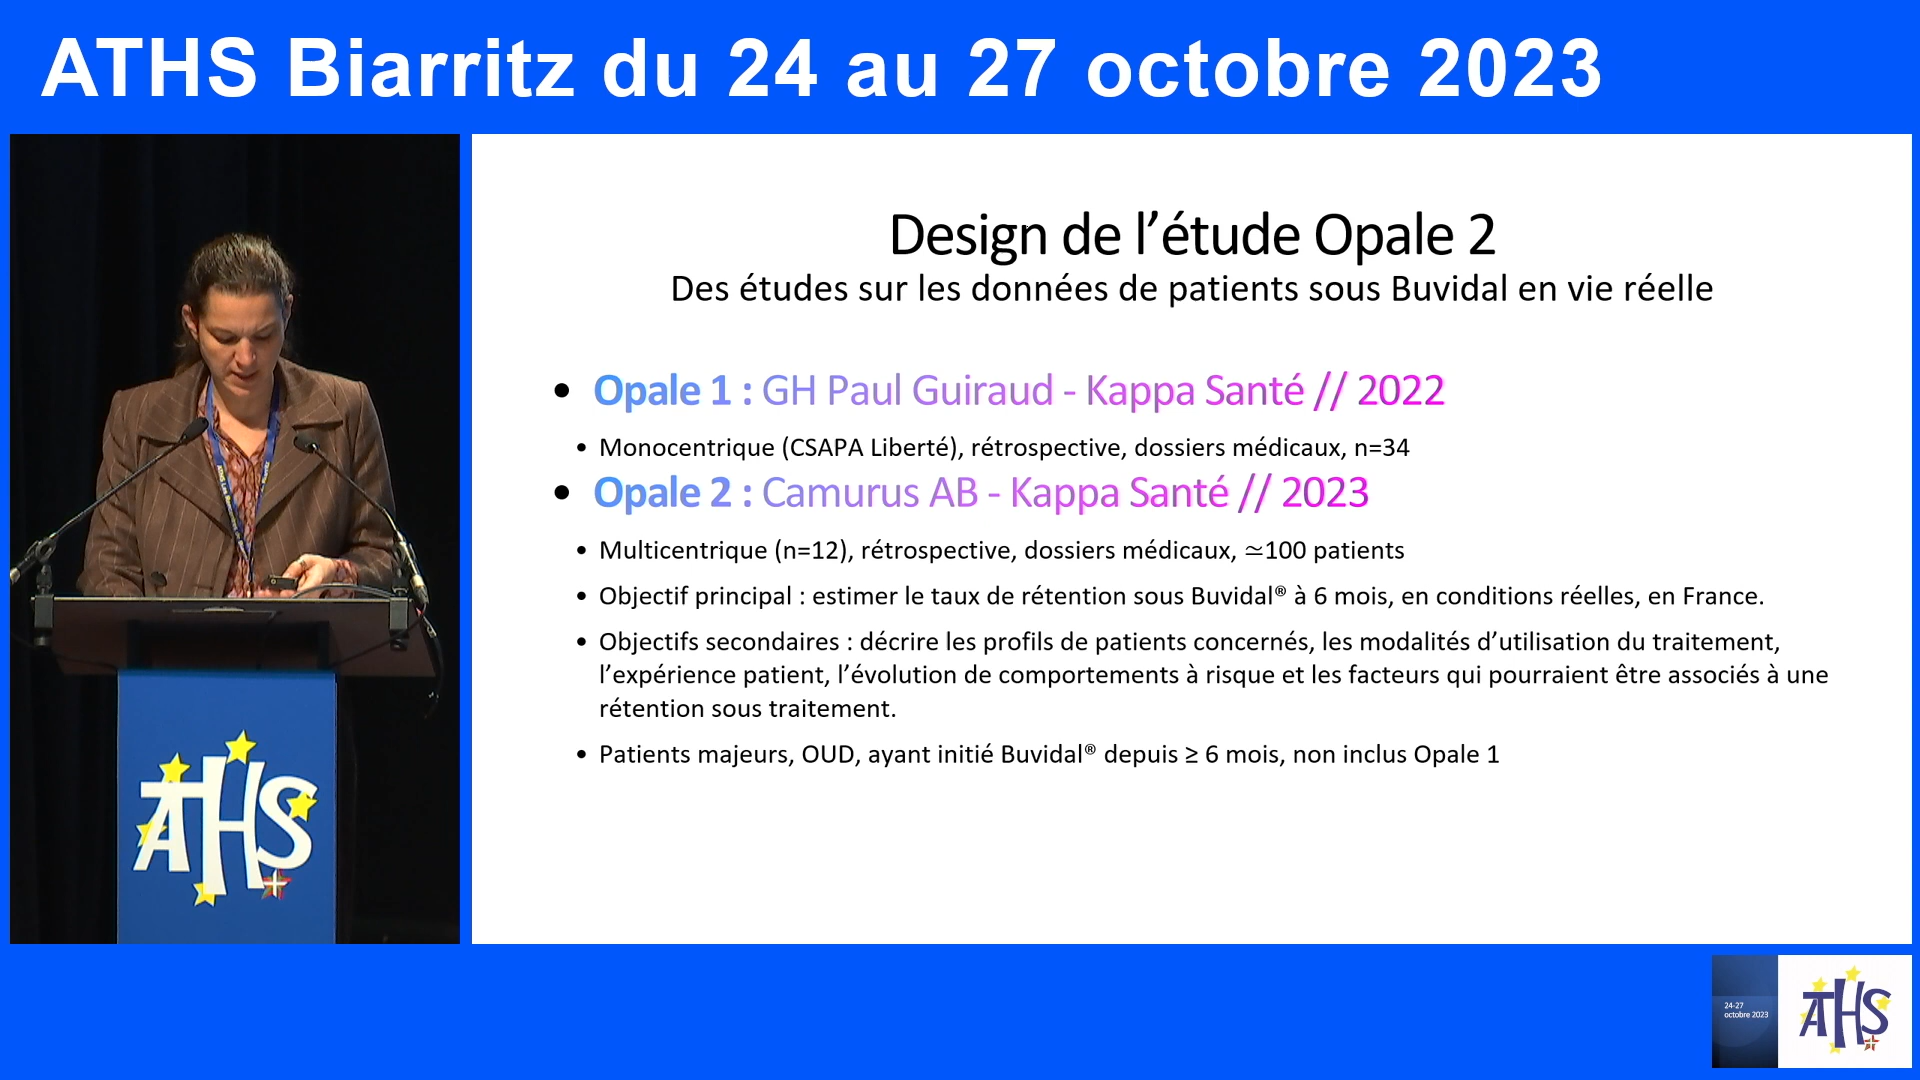 ATHS Biarritz du 24 au 27 octobre 2023
Design de l’étude Opale 2
Des études sur les données de patients sous Buvidal en vie réelle
• Opale 1 : GH Paul Guiraud - Kappa Santé // 2022
• Monocentrique (CSAPA Liberté), rétrospective, dossiers médicaux, n=34
• Opale 2 : Camurus AB - Kappa Santé // 2023
• Multicentrique (n=12), rétrospective, dossiers médicaux, ≃100 patients
• Objectif principal : estimer le taux de rétention sous Buvidal® à 6 mois, en conditions réelles, en France.
• Objectifs secondaires : décrire les profils de patients concernés, les modalités d’utilisation du traitement,
l’expérience patient, l’évolution de comportements à risque et les facteurs qui pourraient être associés à une
rétention sous traitement.
• Patients majeurs, OUD, ayant initié Buvidal® depuis ≥ 6 mois, non inclus Opale 1
ATHS
24-27
octobre 2023
ATHS